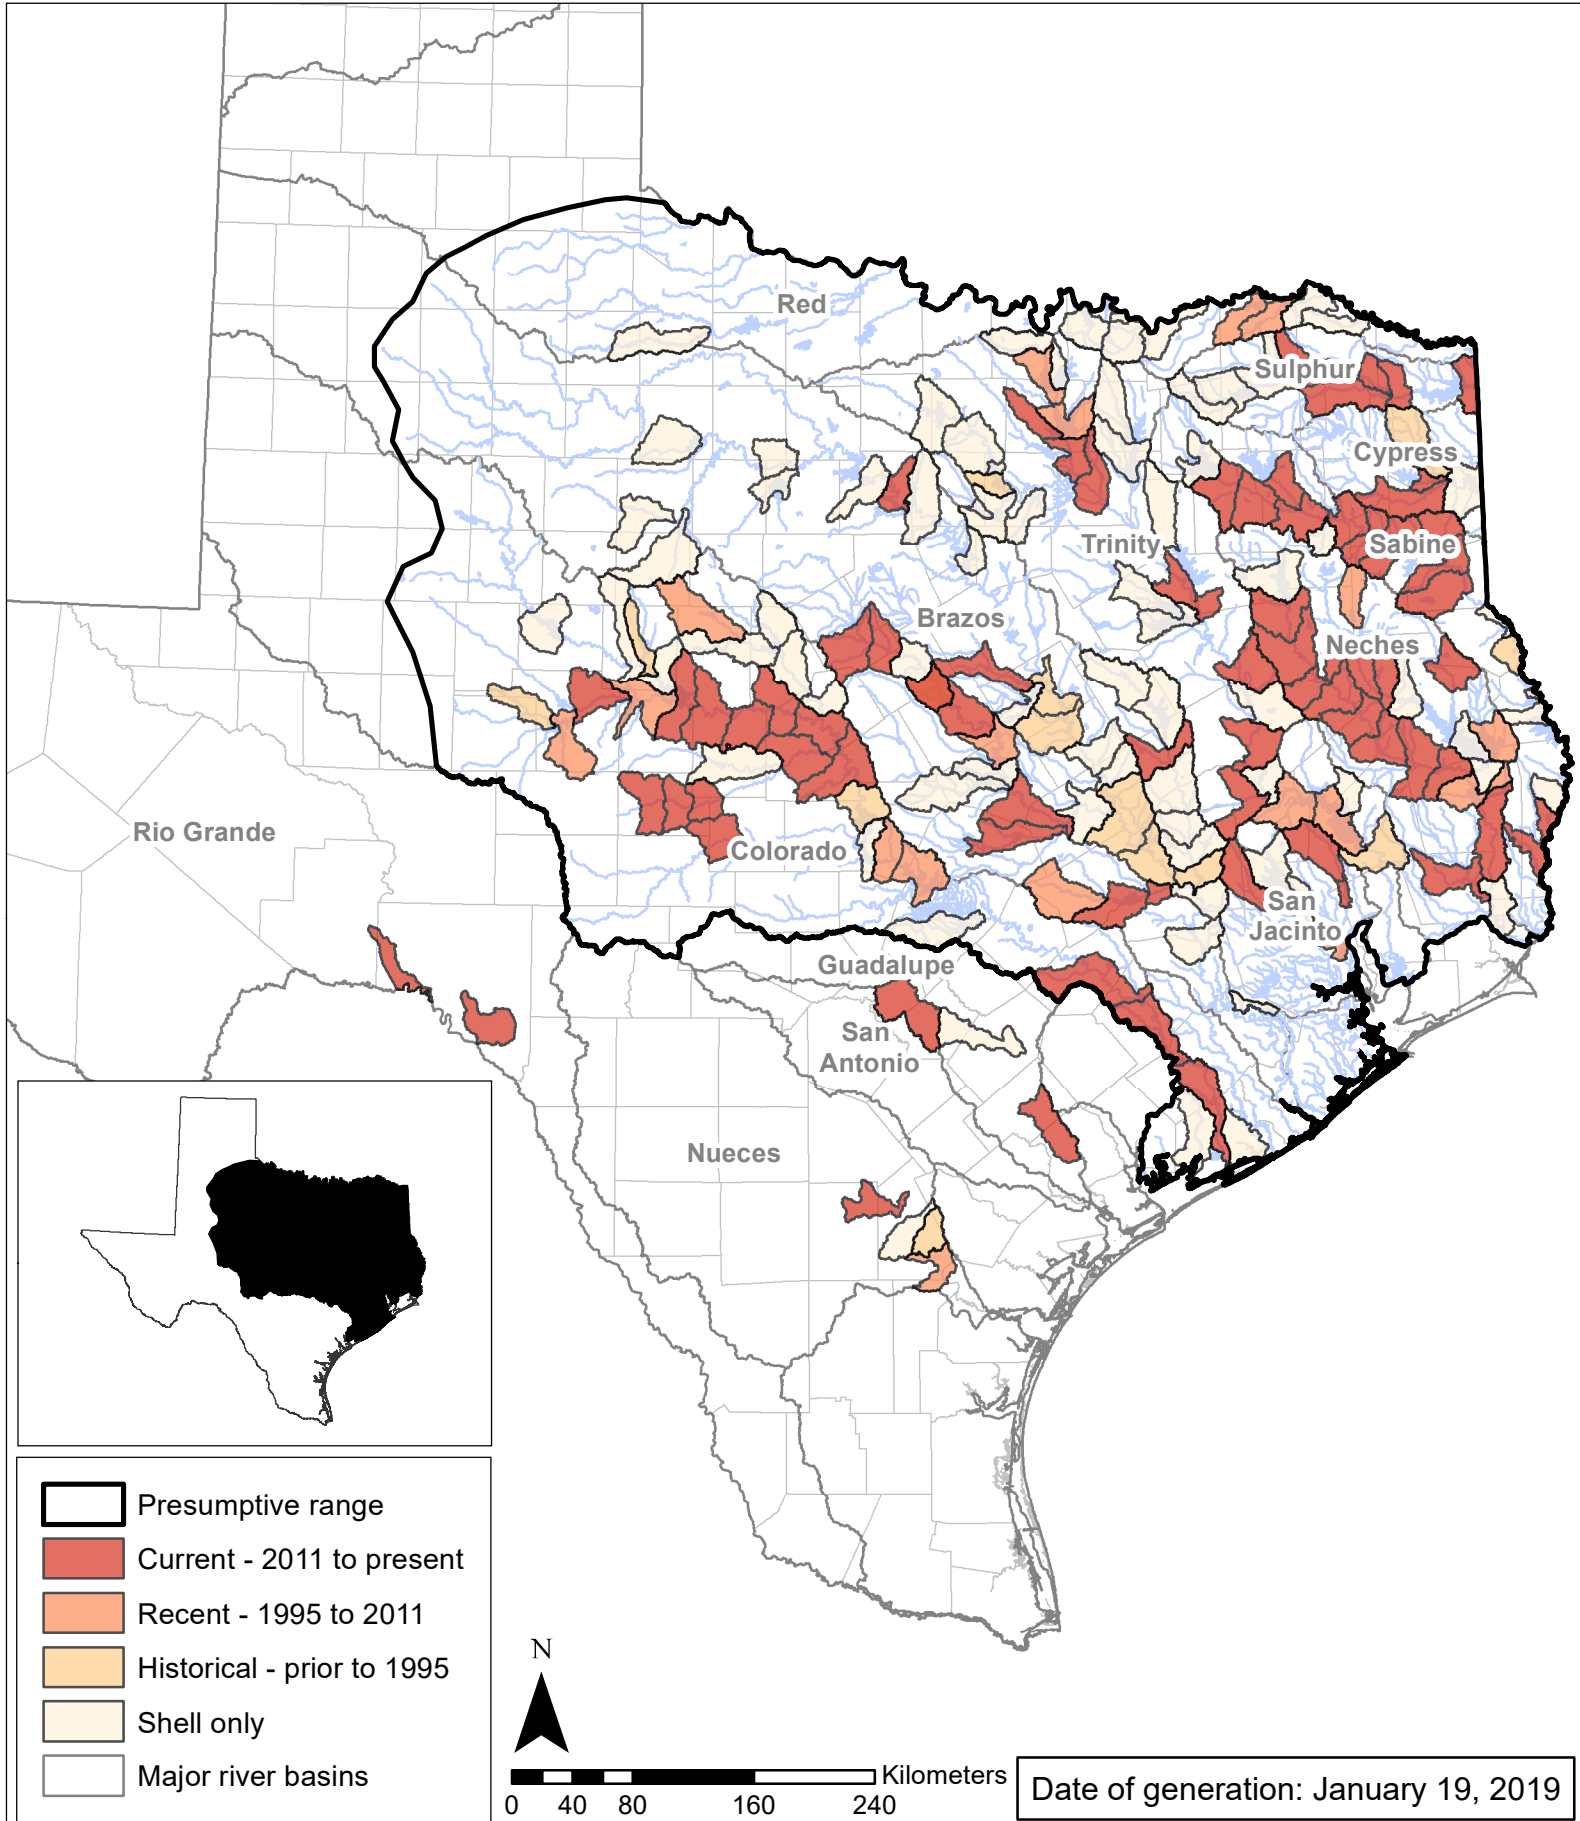 Red
Sulphur
Cypress
Trinity
Sabine
Brazos
Neches
Rio Grande
Colorado
San
Jacinto
Guadalupe
San
Antonio
Nueces
Presumptive range
Current - 2011 to present
Recent - 1995 to 2011
Historical - prior to 1995
Shell only
Major river basins
N
Kilometers
0 40 80 160 240
Date of generation: January 19, 2019